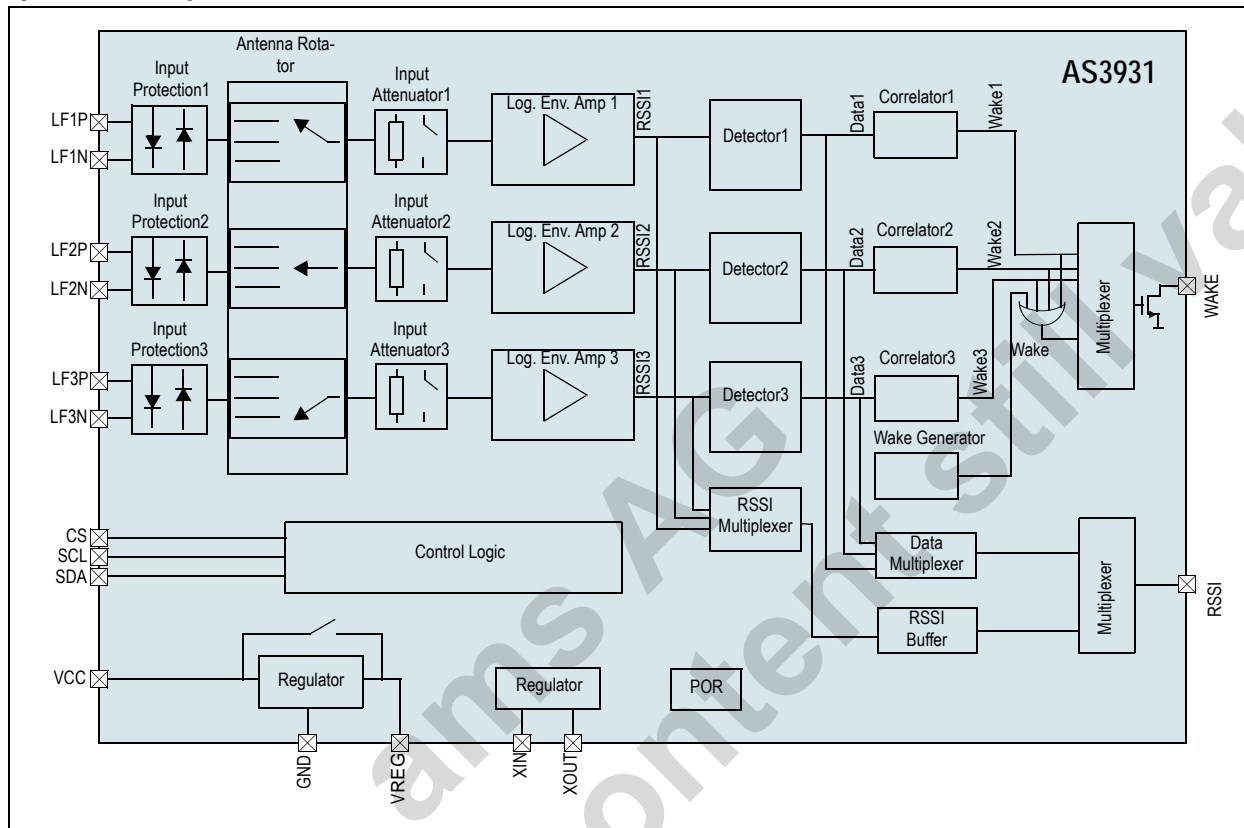 AS3931
Antenna Rota-
tor
Input
Protection1
Input
Attenuator1
Log. Env. Amp 1
RSSI1
Detector1
Data1
Correlator1
Wake1
LF1P
LF1N
Input
Protection2
Input
Attenuator2
Log. Env. Amp 2
RSSI2
Detector2
Data2
Correlator2
Wake2
LF2P
LF2N
Input
Protection3
Input
Attenuator3
Log. Env. Amp 3
RSSI3
Detector3
Data3
Correlator3
Wake3
Wake
Multiplexer
WAKE
LF3P
LF3N
Wake Generator
RSSI
Multiplexer
CS
SCL
SDA
Control Logic
Data
Multiplexer
RSSI
Buffer
Multiplexer
RSSI
VCC
Regulator
Regulator
POR
GND
VREG
XIN
XOUT
ams AG